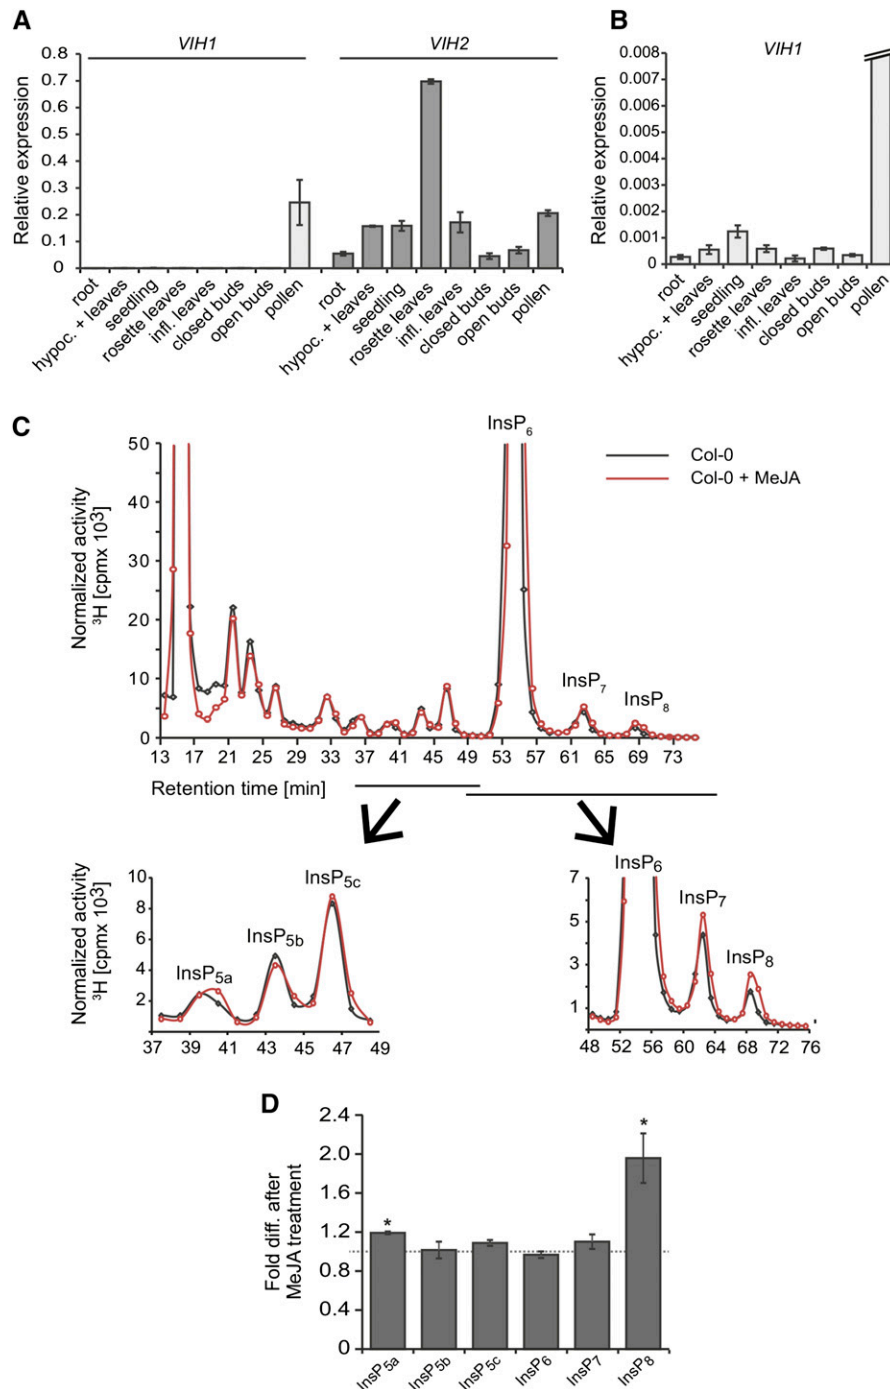 A
VIH1
VIH2
Relative expression
0.8
0.7
0.6
0.5
0.4
0.3
0.2
0.1
0
root
hypoc. + leaves
seedling
rosette leaves
infl. leaves
closed buds
open buds
pollen
root
hypoc. + leaves
seedling
rosette leaves
infl. leaves
closed buds
open buds
pollen
B
VIH1
Relative expression
0.008
0.007
0.006
0.005
0.004
0.003
0.002
0.001
0.000
root
hypoc. + leaves
seedling
rosette leaves
infl. leaves
closed buds
open buds
pollen
C
Normalized activity
³H [cpmx 10³]
50
40
30
20
10
0
InsP₆
InsP₇
InsP₈
Col-0
Col-0 + MeJA
13 17 21 25 29 33 37 41 45 49 53 57 61 65 69 73
Retention time [min]
Normalized activity
³H [cpmx 10³]
10
8
6
4
2
InsP5a
InsP5b
InsP5c
37 39 41 43 45 47 49
7
5
3
1
InsP₆
InsP₇
InsP₈
48 52 56 60 64 68 72 76
D
Fold diff. after
MeJA treatment
2.4
2.0
1.6
1.2
0.8
0.4
0
*
*
InsP5a
InsP5b
InsP5c
InsP6
InsP7
InsP8